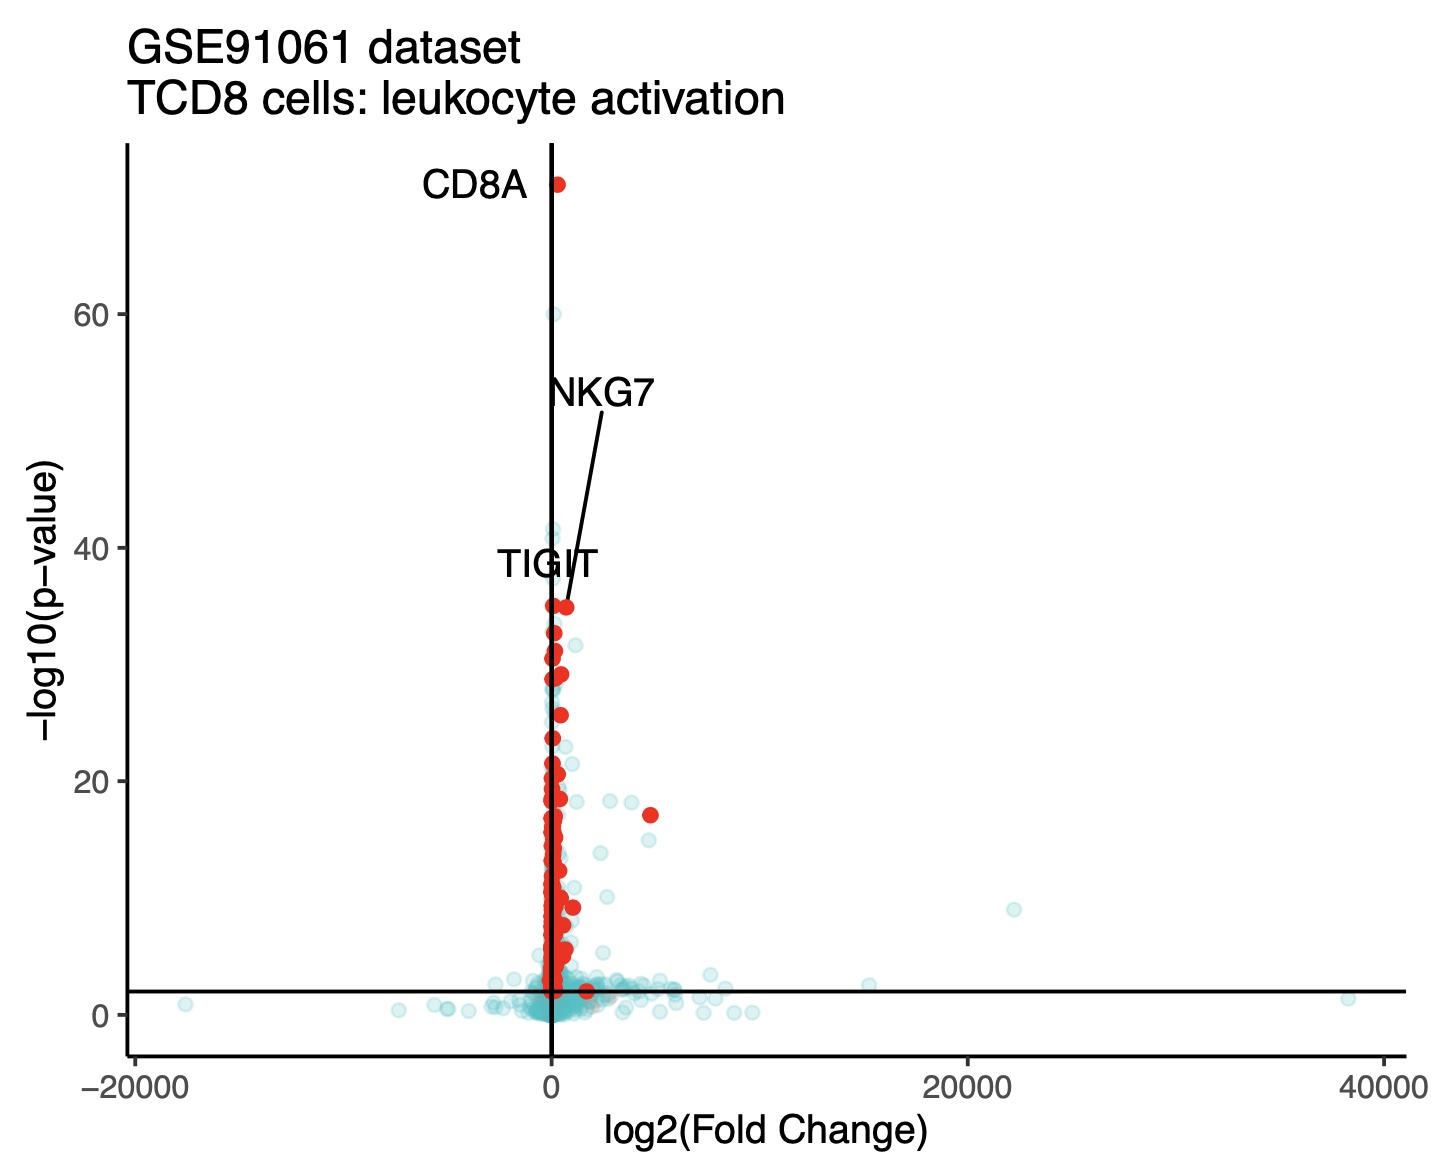 GSE91061 dataset
TCD8 cells: leukocyte activation
CD8A
NKG7
TIGIT
60
40
20
0
−log10(p−value)
−20000
0
20000
40000
log2(Fold Change)